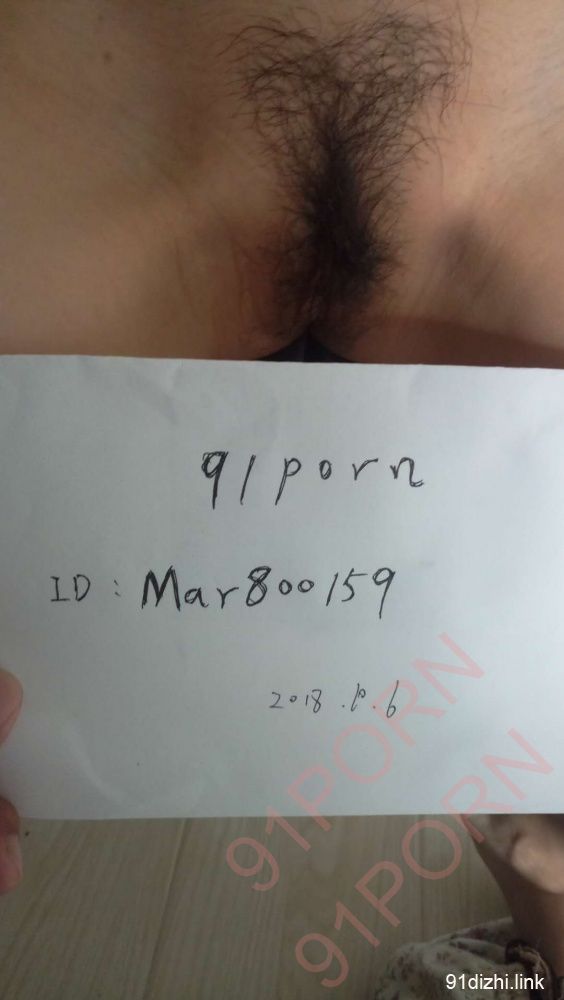 91porn
ID : Mar800159
2018.10.6
91PORN
91PORN
91dizhi.link